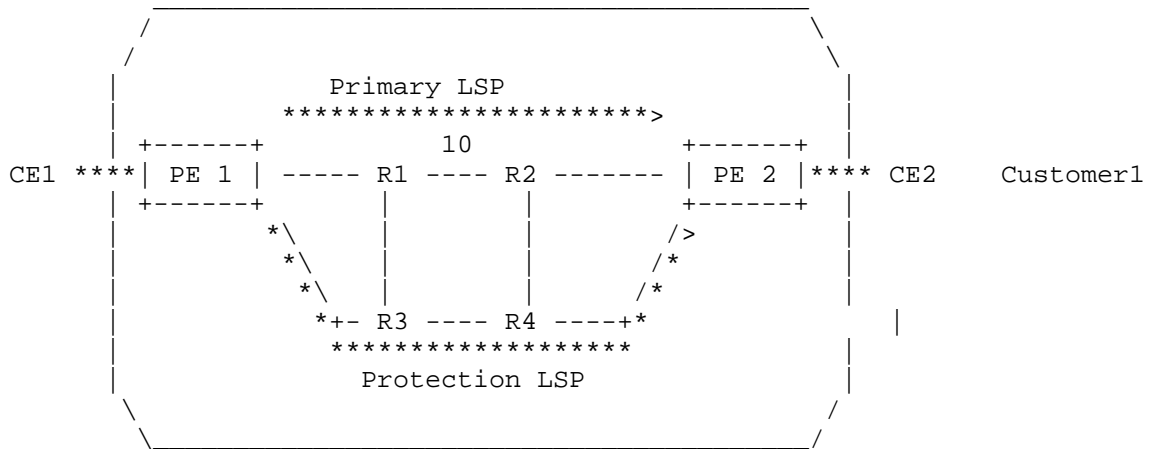 Primary LSP
10
CE1 PE 1 R1 R2 PE 2 CE2 Customer1
R3 R4
Protection LSP